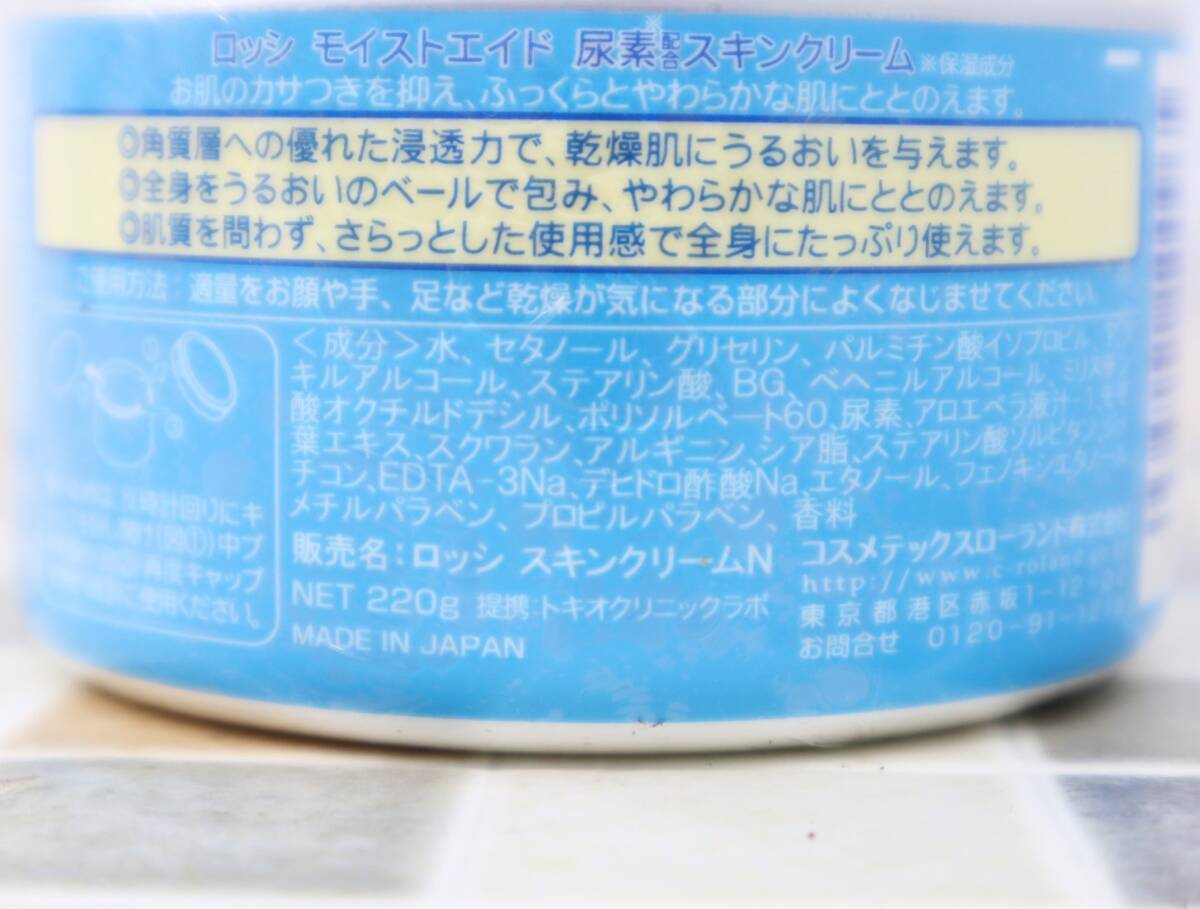 ロッシ モイストエイド 尿素※配合スキンクリーム ※保湿成分
お肌のカサつきを抑え、ふっくらとやわらかな肌にととのえます。
◎角質層への優れた浸透力で、乾燥肌にうるおいを与えます。
◎全身をうるおいのベールで包み、やわらかな肌にととのえます。
◎肌質を問わず、さらっとした使用感で全身にたっぷり使えます。
ご使用方法：適量をお顔や手、足など乾燥が気になる部分によくなじませてください。
反時計回りにキ
中ブ
再度キャップ
ご使用ください。
＜成分＞水、セタノール、グリセリン、パルミチン酸イソプロピル、
キルアルコール、ステアリン酸、BG、ベヘニルアルコール、ミリスチン
酸オクチルドデシル、ポリソルベート60、尿素、アロエベラ液汁-1、
葉エキス、スクワラン、アルギニン、シア脂、ステアリン酸ソルビタン、
チコン、EDTA-3Na、デヒドロ酢酸Na、エタノール、フェノキシエタノール、
メチルパラベン、プロピルパラベン、香料
販売名：ロッシ スキンクリームN
NET 220g 提携：トキオクリニックラボ
MADE IN JAPAN
コスメテックスローランド株式会社
http://www.c-roland
東京都港区赤坂1-12-
お問合せ 0120-91-